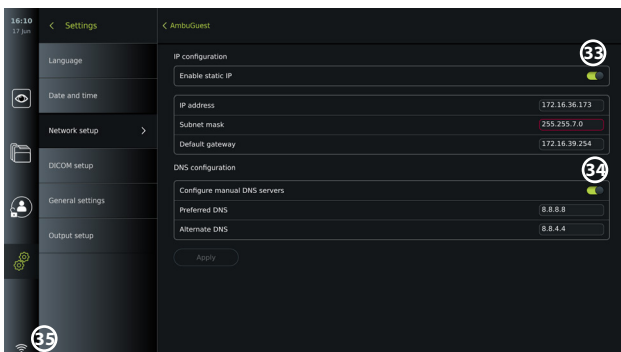 16:10
17 Jun
Settings
Language
Date and time
Network setup
DICOM setup
General settings
Output setup
35
AmbuGuest
IP configuration
33
Enable static IP
IP address 172.16.36.173
Subnet mask 255.255.7.0
Default gateway 172.16.39.254
DNS configuration
34
Configure manual DNS servers
Preferred DNS 8.8.8.8
Alternate DNS 8.8.4.4
Apply